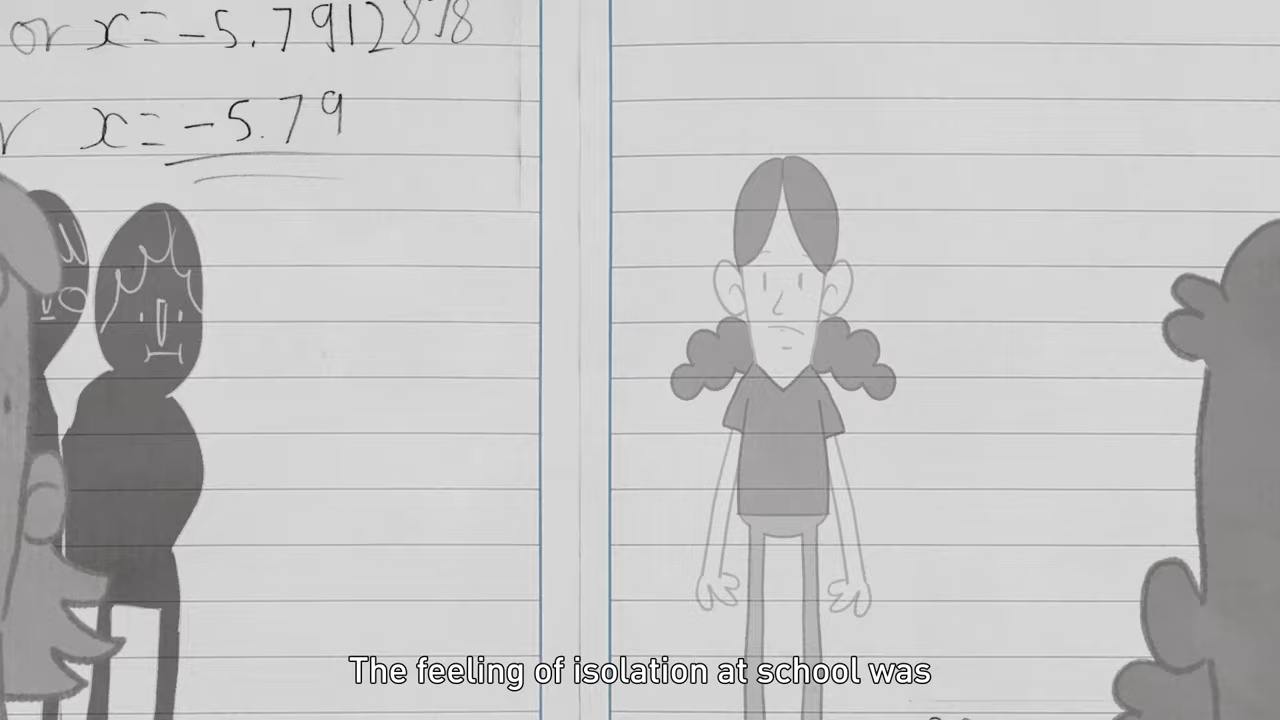 or x = -5.7912878
x = -5.79
The feeling of isolation at school was